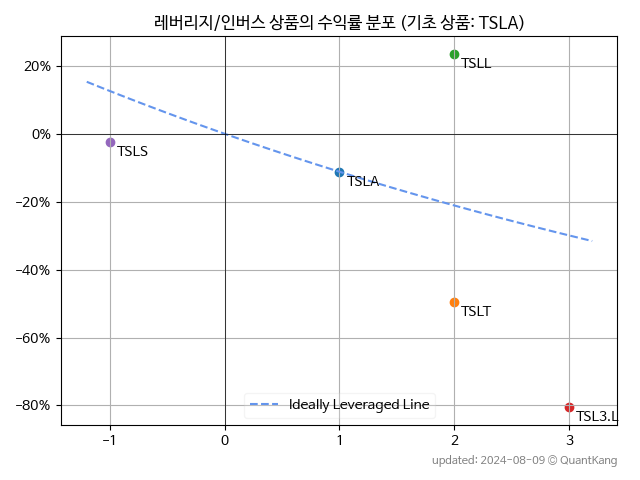 레버리지/인버스 상품의 수익률 분포 (기초 상품: TSLA)
20%
0%
−20%
−40%
−60%
−80%
TSLL
TSLS
TSLA
TSLT
TSL3.L
Ideally Leveraged Line
−1
0
1
2
3
updated: 2024-08-09 © QuantKang